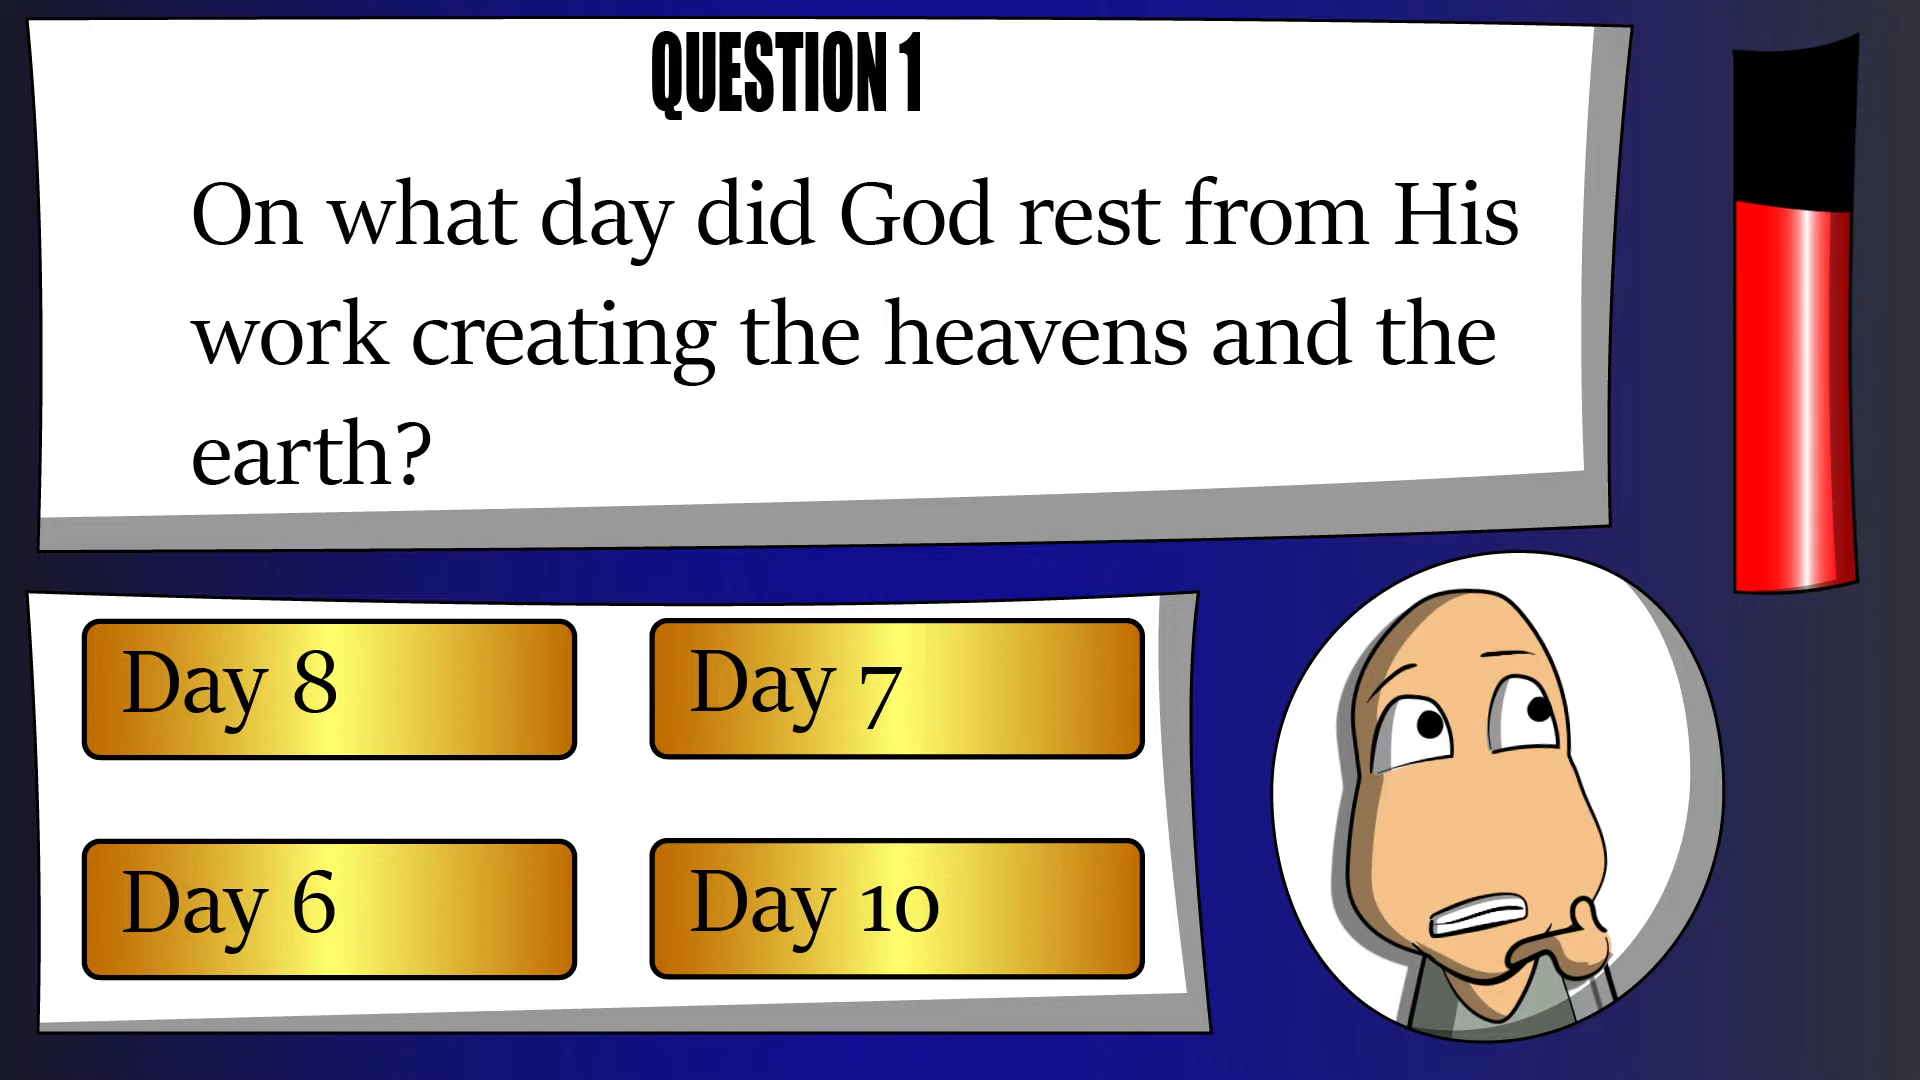 QUESTION 1
On what day did God rest from His
work creating the heavens and the
earth?
Day 8
Day 7
Day 6
Day 10